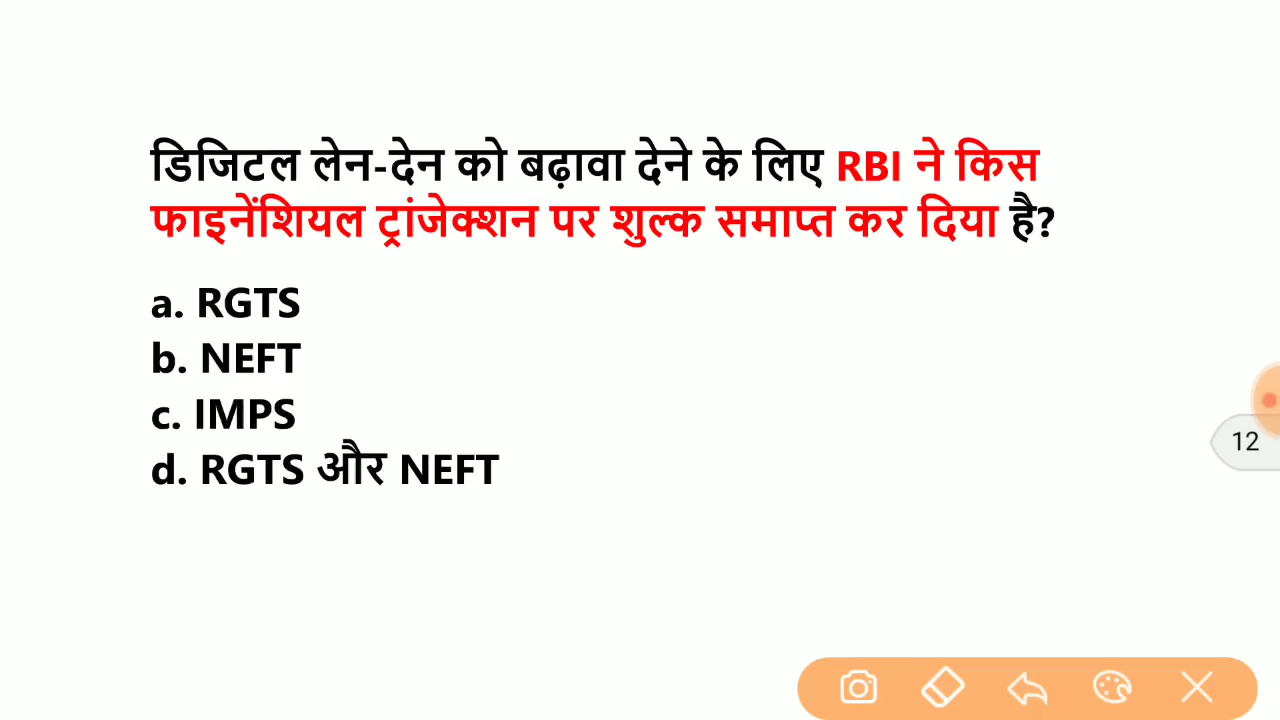 डिजिटल लेन-देन को बढ़ावा देने के लिए RBI ने किस
फाइनेंशियल ट्रांजेक्शन पर शुल्क समाप्त कर दिया है?
a. RGTS
b. NEFT
c. IMPS
d. RGTS और NEFT
12